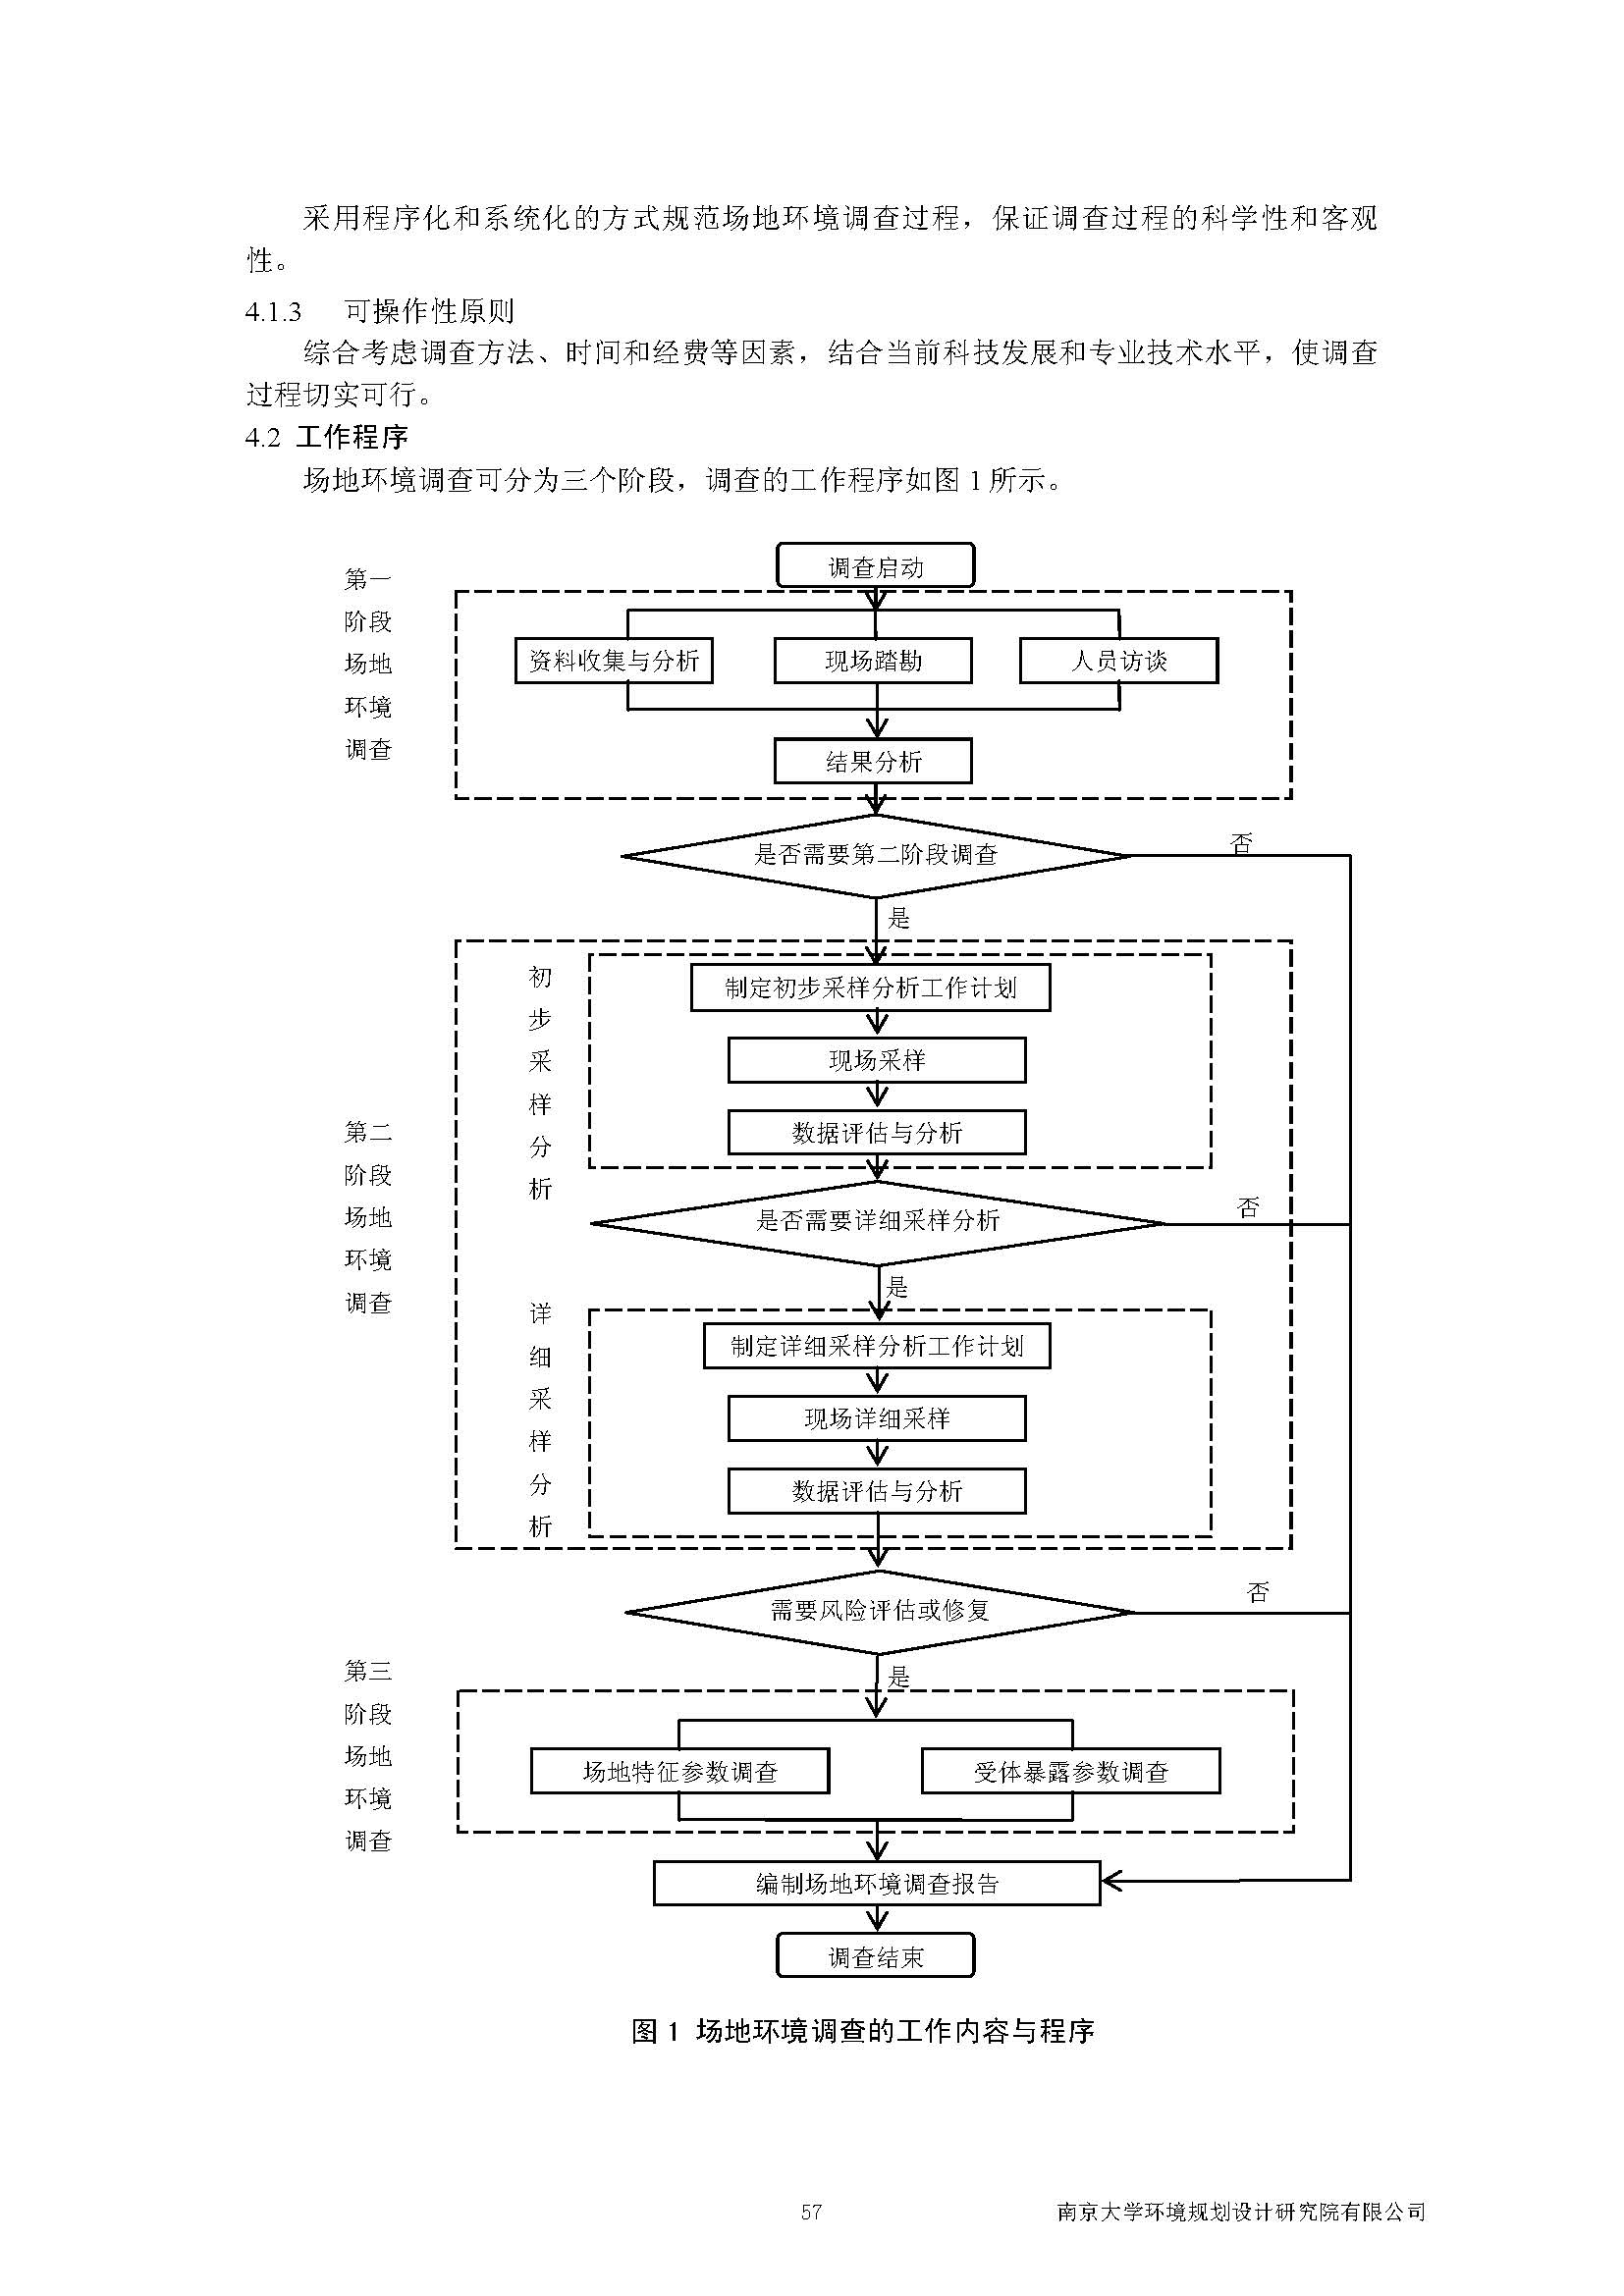 采用程序化和系统化的方式规范场地环境调查过程，保证调查过程的科学性和客观
性。
4.1.3 可操作性原则
综合考虑调查方法、时间和经费等因素，结合当前科技发展和专业技术水平，使调查
过程切实可行。
4.2 工作程序
场地环境调查可分为三个阶段，调查的工作程序如图 1 所示。
调查启动
第一
阶段
场地
环境
调查
资料收集与分析
现场踏勘
人员访谈
结果分析
是否需要第二阶段调查
否
是
第二
阶段
场地
环境
调查
初
步
采
样
分
析
制定初步采样分析工作计划
现场采样
数据评估与分析
是否需要详细采样分析
否
是
详
细
采
样
分
析
制定详细采样分析工作计划
现场详细采样
数据评估与分析
需要风险评估或修复
否
是
第三
阶段
场地
环境
调查
场地特征参数调查
受体暴露参数调查
编制场地环境调查报告
调查结束
图 1 场地环境调查的工作内容与程序
57
南京大学环境规划设计研究院有限公司